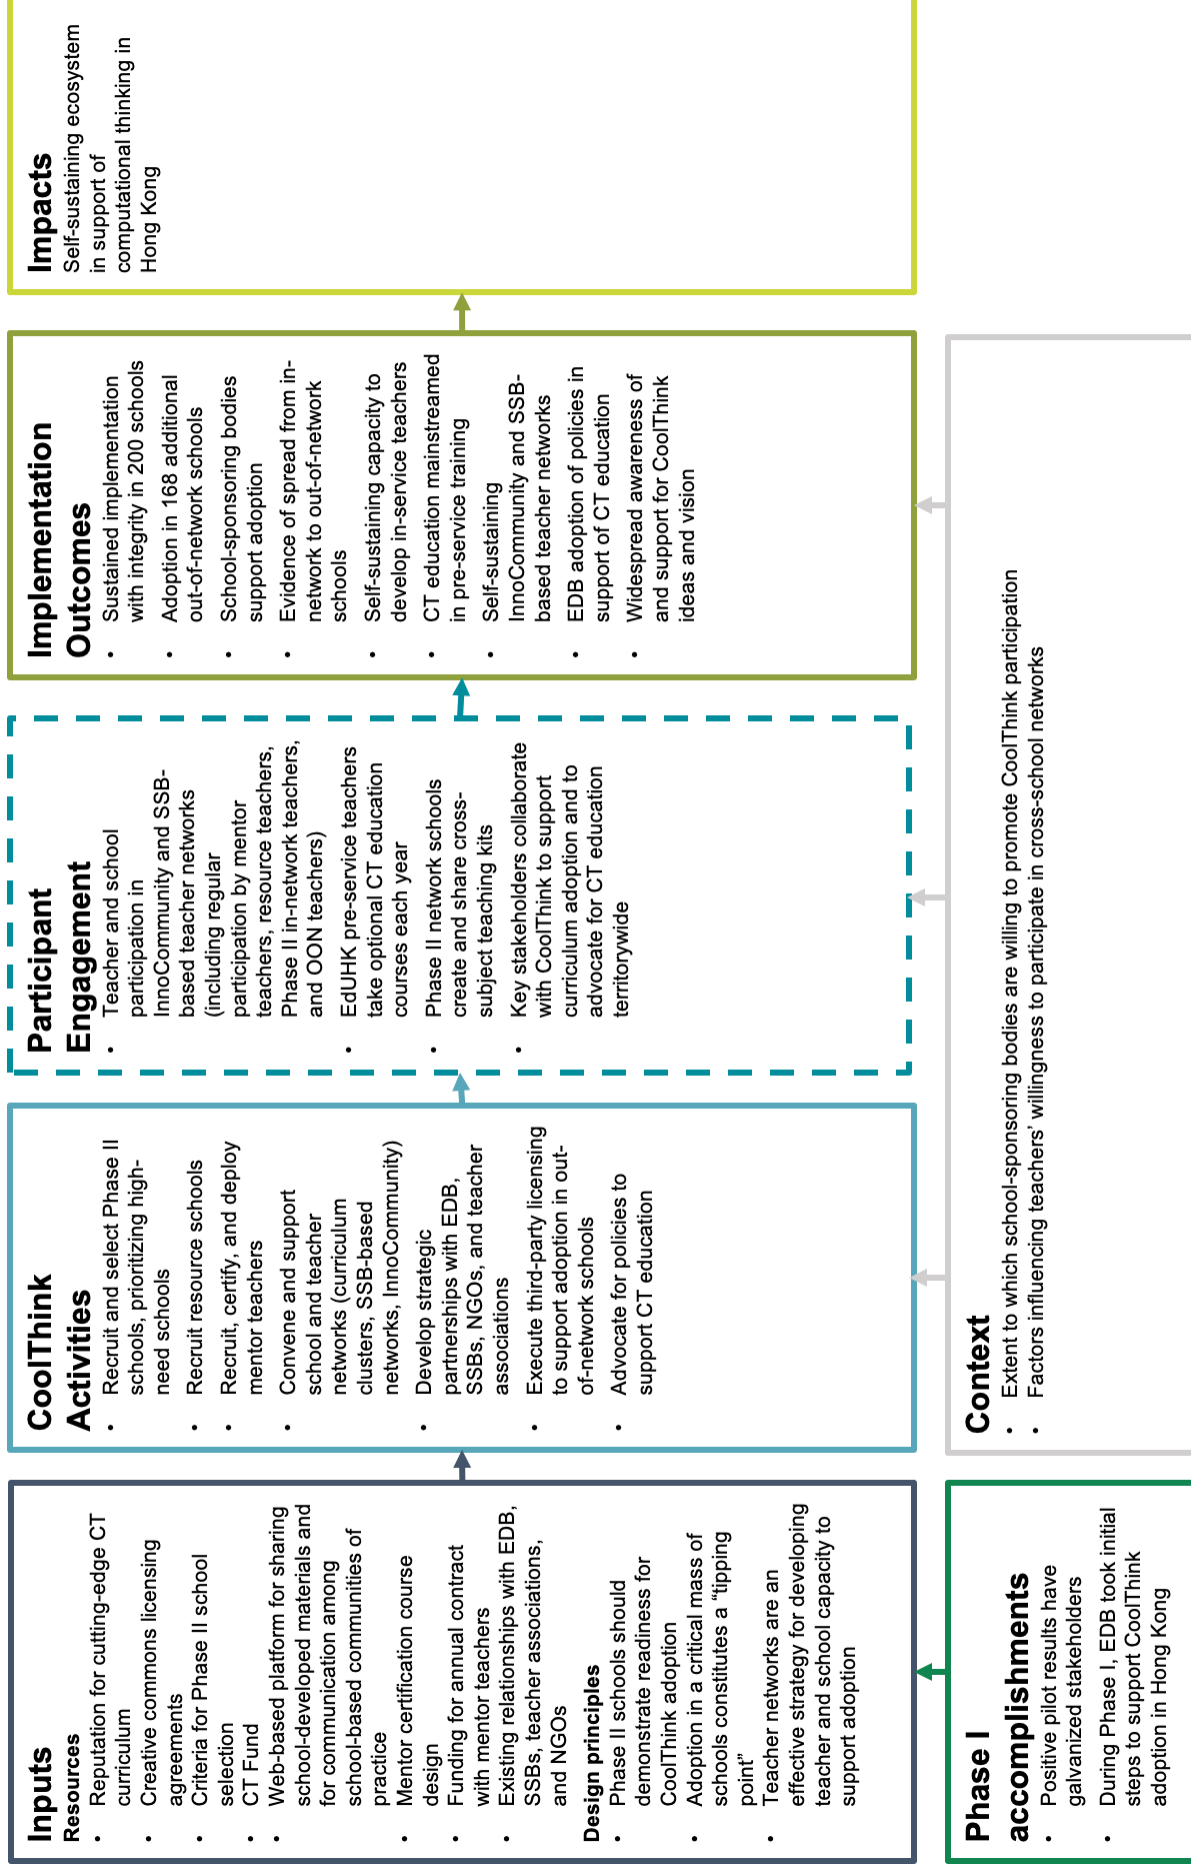 Inputs
Resources
• Reputation for cutting-edge CT
curriculum
• Creative commons licensing
agreements
• Criteria for Phase II school
selection
• CT Fund
• Web-based platform for sharing
school-developed materials and
for communication among
school-based communities of
practice
• Mentor certification course
design
• Funding for annual contract
with mentor teachers
• Existing relationships with EDB,
SSBs, teacher associations,
and NGOs
Design principles
• Phase II schools should
demonstrate readiness for
CoolThink adoption
• Adoption in a critical mass of
schools constitutes a “tipping
point”
• Teacher networks are an
effective strategy for developing
teacher and school capacity to
support adoption
CoolThink
Activities
• Recruit and select Phase II
schools, prioritizing high-
need schools
• Recruit resource schools
• Recruit, certify, and deploy
mentor teachers
• Convene and support
school and teacher
networks (curriculum
clusters, SSB-based
networks, InnoCommunity)
• Develop strategic
partnerships with EDB,
SSBs, NGOs, and teacher
associations
• Execute third-party licensing
to support adoption in out-
of-network schools
• Advocate for policies to
support CT education
Participant
Engagement
• Teacher and school
participation in
InnoCommunity and SSB-
based teacher networks
(including regular
participation by mentor
teachers, resource teachers,
Phase II in-network teachers,
and OON teachers)
• EdUHK pre-service teachers
take optional CT education
courses each year
• Phase II network schools
create and share cross-
subject teaching kits
• Key stakeholders collaborate
with CoolThink to support
curriculum adoption and to
advocate for CT education
territorywide
Implementation
Outcomes
• Sustained implementation
with integrity in 200 schools
• Adoption in 168 additional
out-of-network schools
• School-sponsoring bodies
support adoption
• Evidence of spread from in-
network to out-of-network
schools
• Self-sustaining capacity to
develop in-service teachers
• CT education mainstreamed
in pre-service training
• Self-sustaining
InnoCommunity and SSB-
based teacher networks
• EDB adoption of policies in
support of CT education
• Widespread awareness of
and support for CoolThink
ideas and vision
Impacts
Self-sustaining ecosystem
in support of
computational thinking in
Hong Kong
Phase I
accomplishments
• Positive pilot results have
galvanized stakeholders
• During Phase I, EDB took initial
steps to support CoolThink
adoption in Hong Kong
Context
• Extent to which school-sponsoring bodies are willing to promote CoolThink participation
• Factors influencing teachers’ willingness to participate in cross-school networks